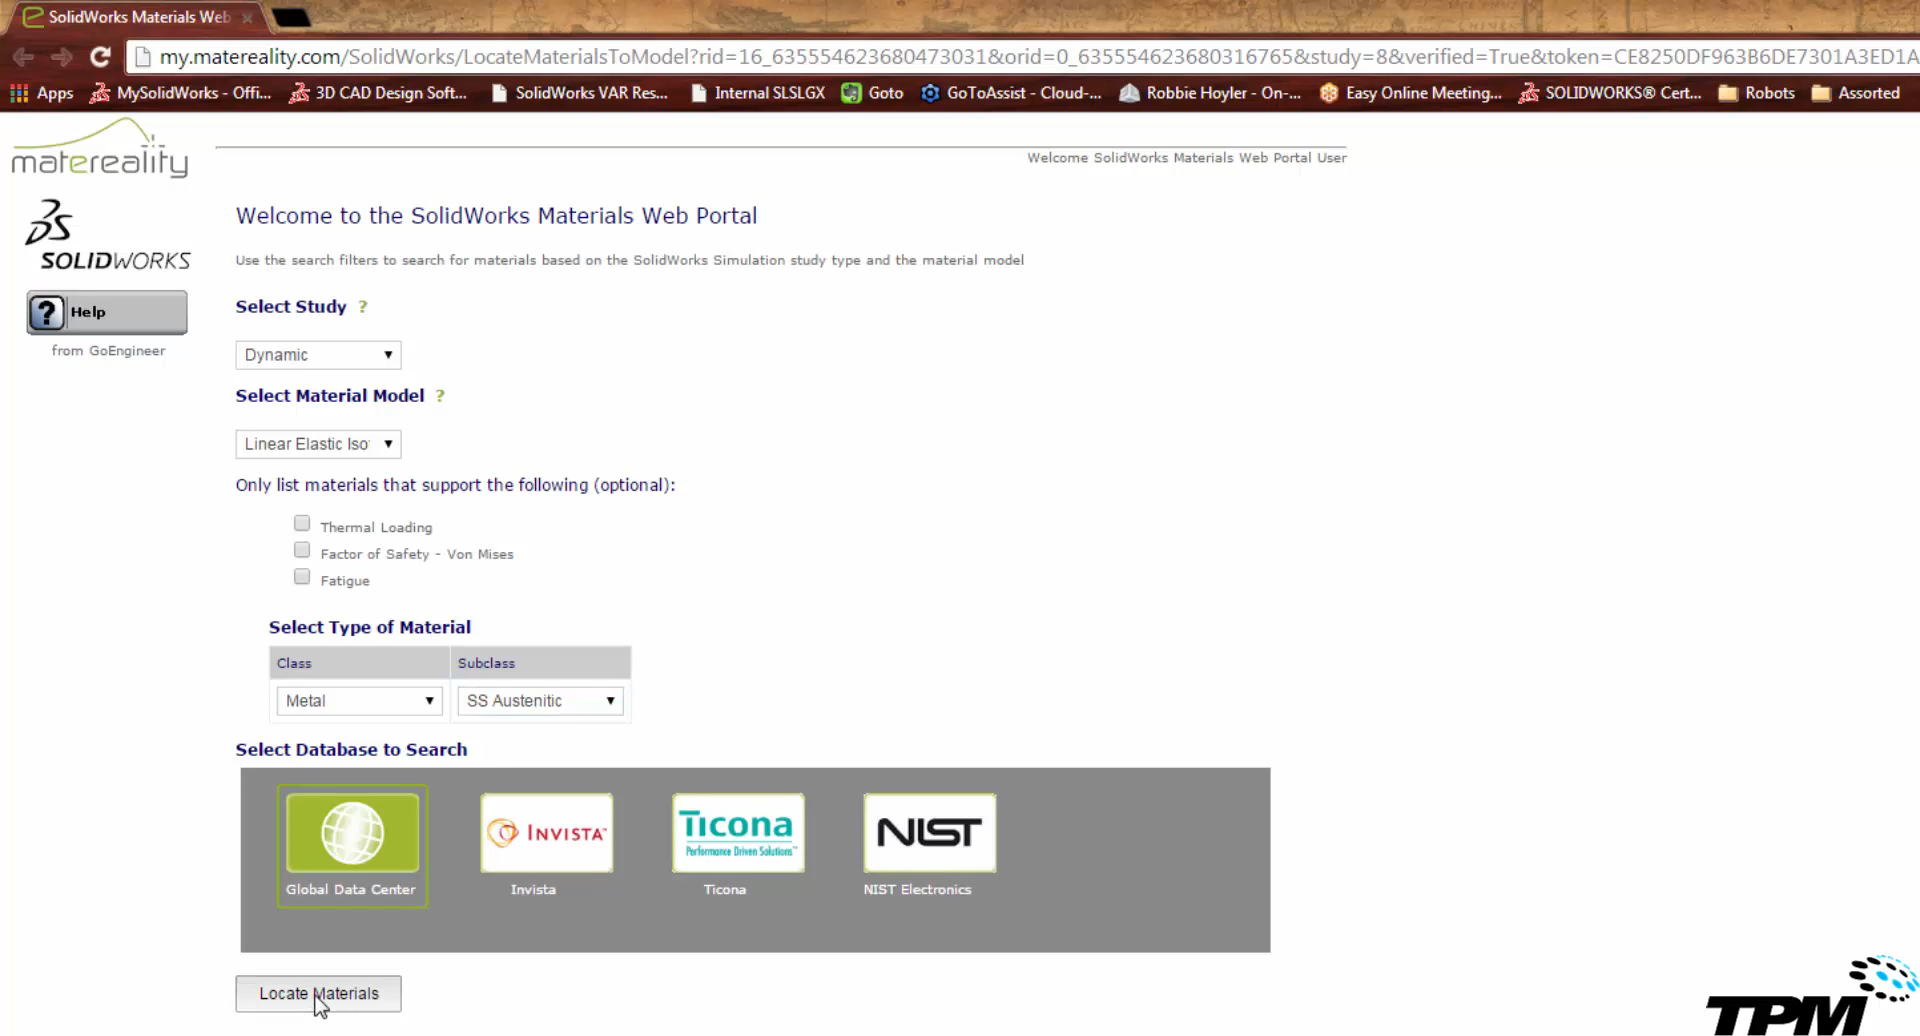 SolidWorks Materials Web
my.matereality.com/SolidWorks/LocateMaterialsToModel?rid=16_635554623680473031&orid=0_635554623680316765&study=8&verified=True&token=CE8250DF963B6DE7301A3ED1A
Apps MySolidWorks - Offi... 3D CAD Design Soft... SolidWorks VAR Res... Internal SLSLGX Goto GoToAssist - Cloud-... Robbie Hoyler - On-... Easy Online Meeting... SOLIDWORKS® Cert... Robots Assorted
matereality
Welcome SolidWorks Materials Web Portal User
SOLIDWORKS
Help
from GoEngineer
Welcome to the SolidWorks Materials Web Portal
Use the search filters to search for materials based on the SolidWorks Simulation study type and the material model
Select Study ?
Dynamic
Select Material Model ?
Linear Elastic Iso
Only list materials that support the following (optional):
Thermal Loading
Factor of Safety - Von Mises
Fatigue
Select Type of Material
Class Subclass
Metal SS Austenitic
Select Database to Search
INVISTA™
Ticona
Performance Driven Solutions™
NIST
Global Data Center Invista Ticona NIST Electronics
Locate Materials
TPM